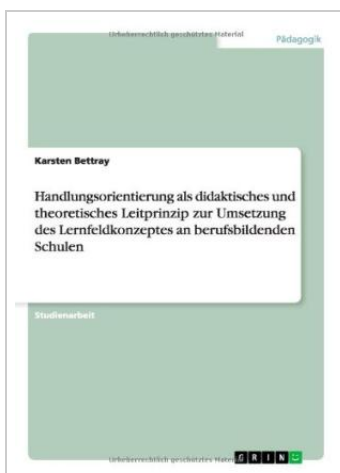 Urheberrechtlich geschütztes Material
Pädagogik
Karsten Bettray
Handlungsorientierung als didaktisches und
theoretisches Leitprinzip zur Umsetzung
des Lernfeldkonzeptes an berufsbildenden
Schulen
Studienarbeit
Urheberrechtlich geschütztes Mater
GRIN